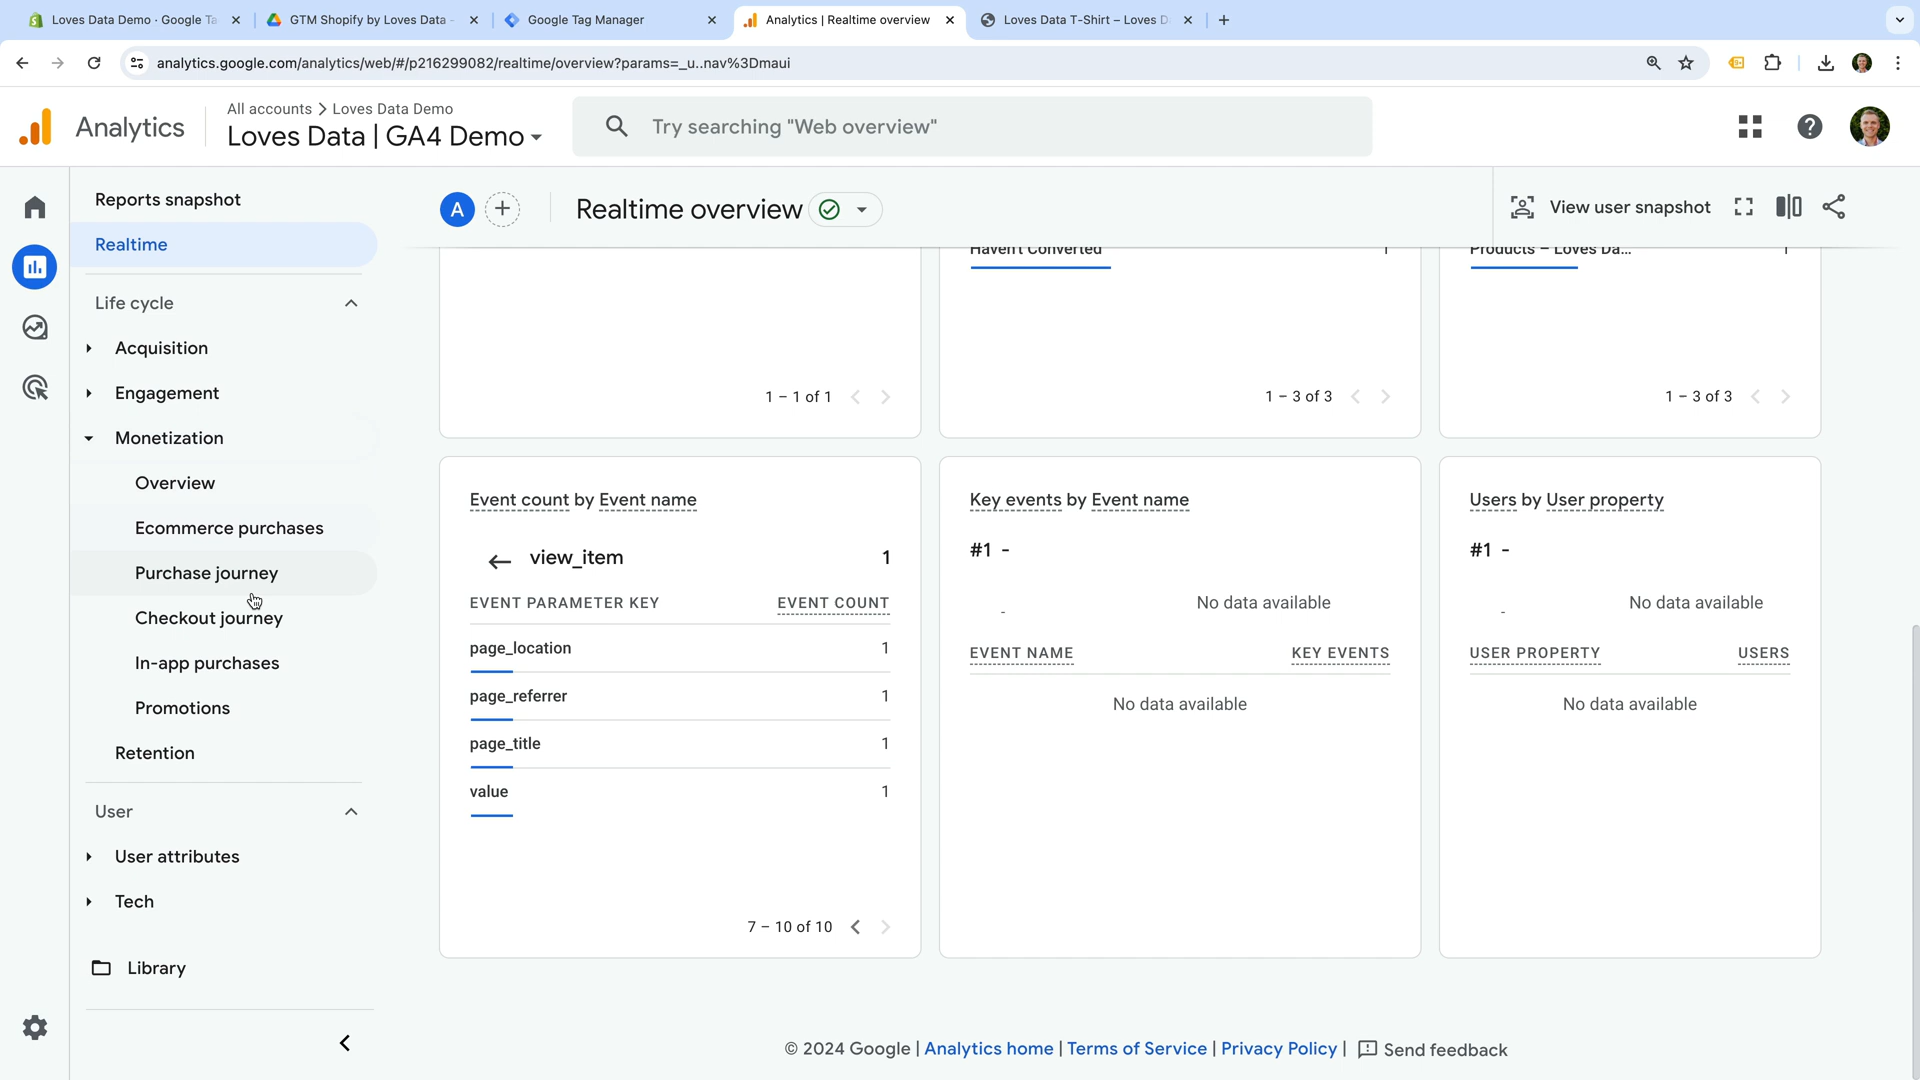 Loves Data Demo · Google Ta
GTM Shopify by Loves Data -
Google Tag Manager
Analytics | Realtime overview
Loves Data T-Shirt – Loves D
analytics.google.com/analytics/web/#/p216299082/realtime/overview?params=_u..nav%3Dmaui
Analytics
All accounts > Loves Data Demo
Loves Data | GA4 Demo
Try searching "Web overview"
Reports snapshot
Realtime
Life cycle
Acquisition
Engagement
Monetization
Overview
Ecommerce purchases
Purchase journey
Checkout journey
In-app purchases
Promotions
Retention
User
User attributes
Tech
Library
A
Realtime overview
View user snapshot
Haven't Converted 1
Products – Loves Da... 1
1 – 1 of 1
1 – 3 of 3
1 – 3 of 3
Event count by Event name
view_item 1
EVENT PARAMETER KEY EVENT COUNT
page_location 1
page_referrer 1
page_title 1
value 1
7 – 10 of 10
Key events by Event name
#1 -
- No data available
EVENT NAME KEY EVENTS
No data available
Users by User property
#1 -
- No data available
USER PROPERTY USERS
No data available
© 2024 Google | Analytics home | Terms of Service | Privacy Policy | Send feedback